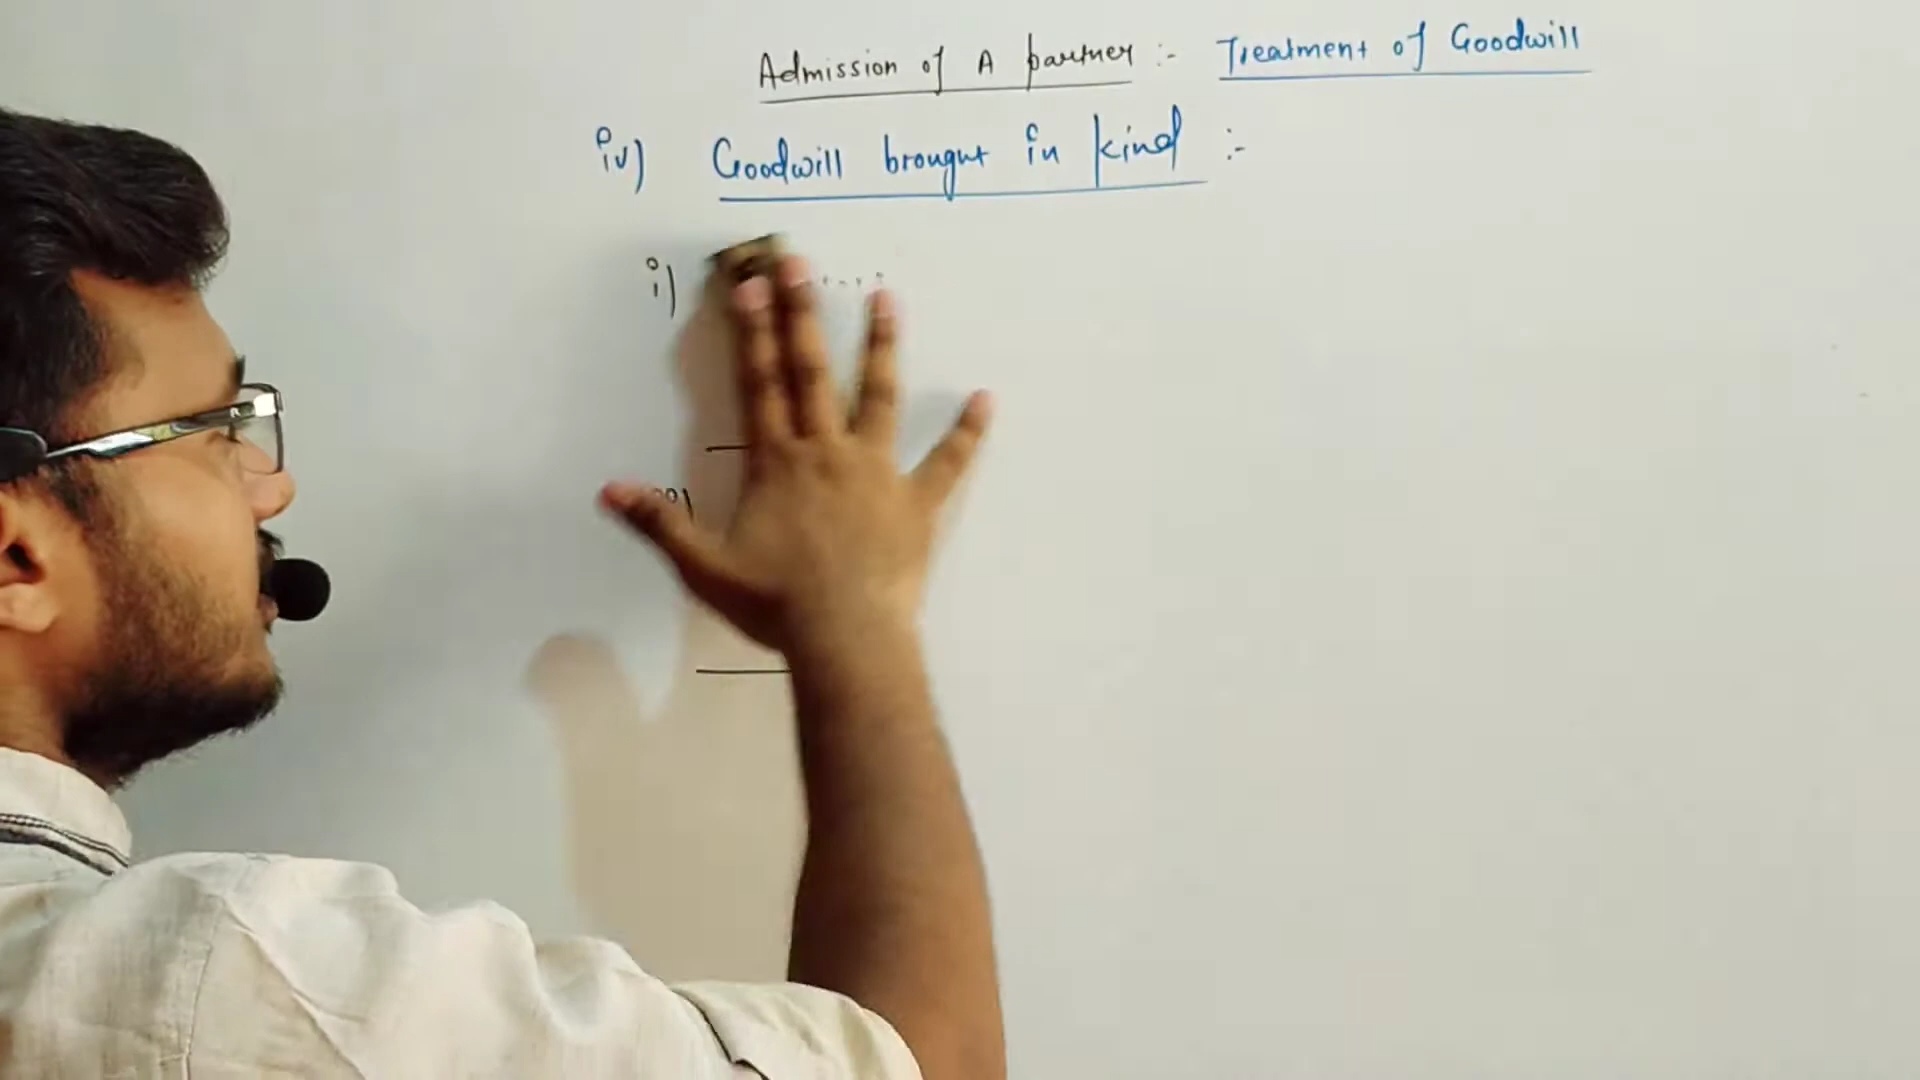 Admission of A partner :- Treatment of Goodwill
iv) Goodwill brought in kind :-
i)